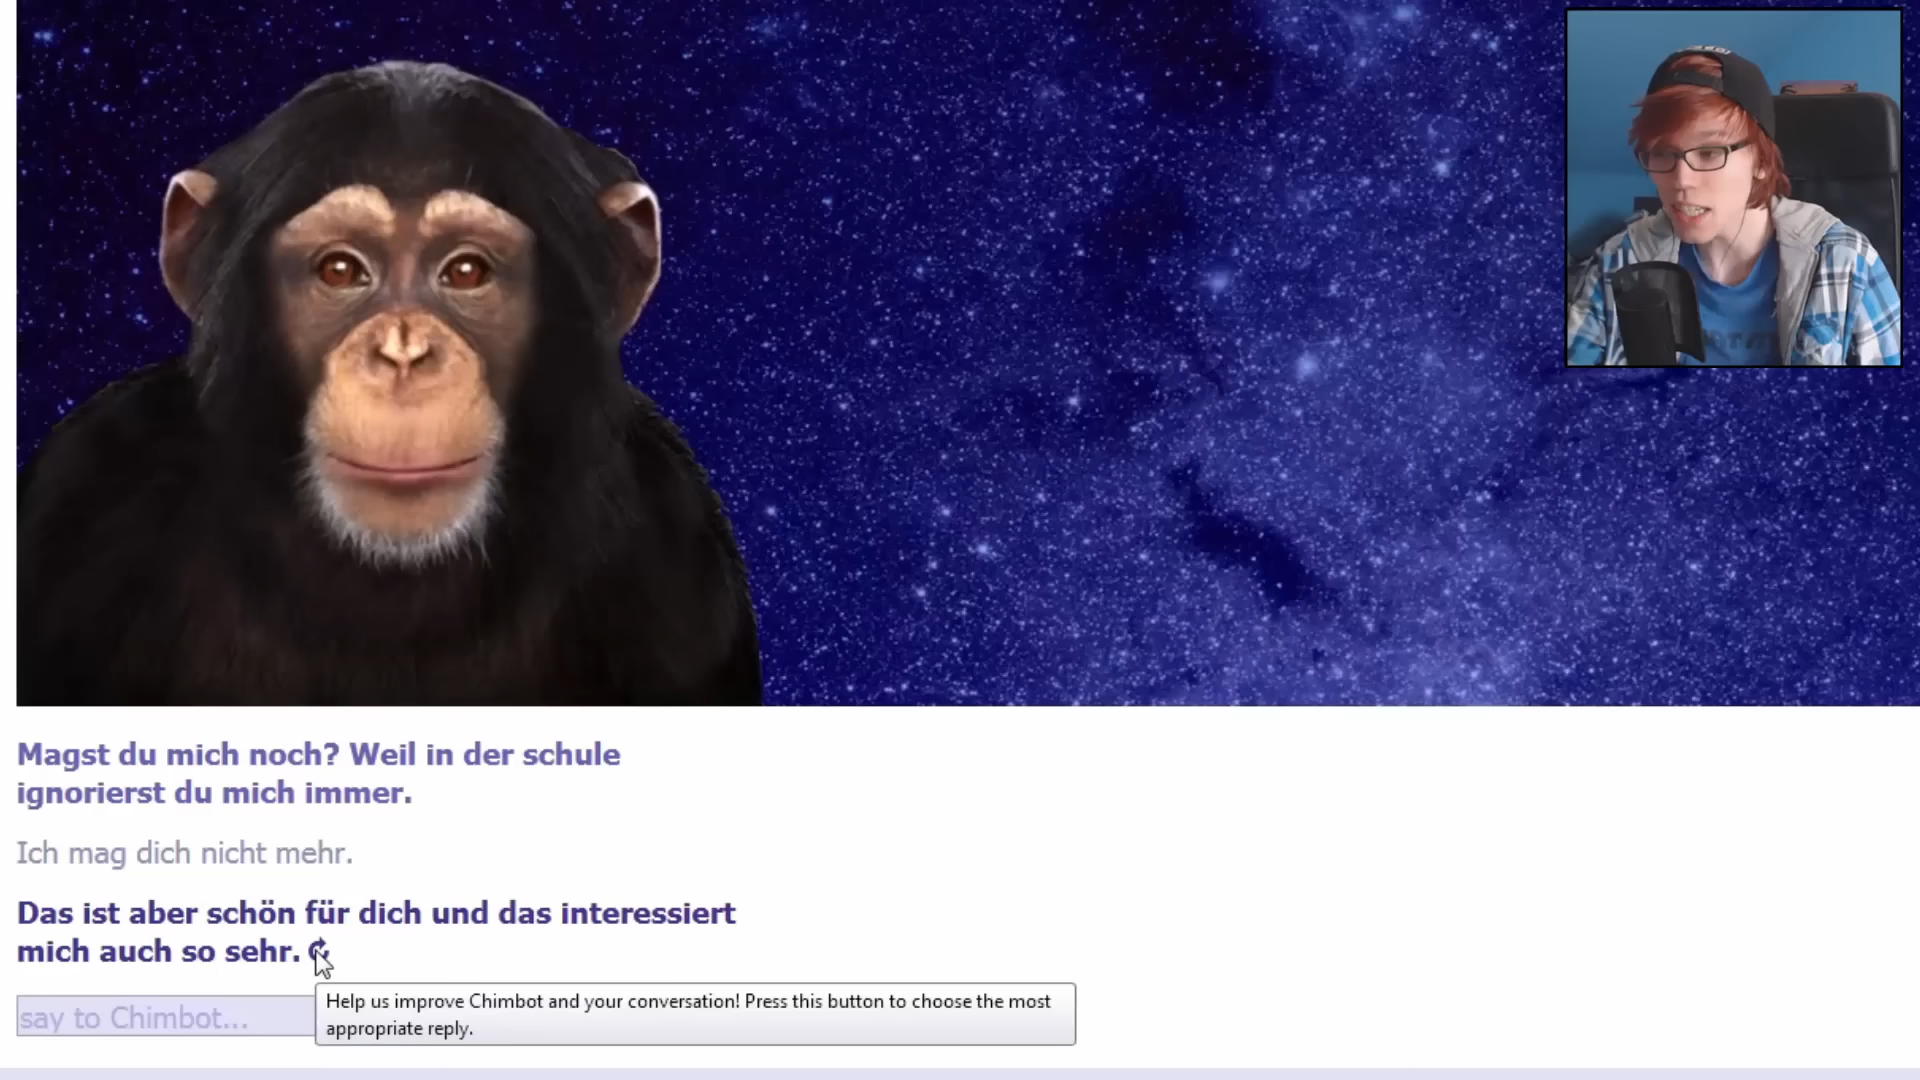 Magst du mich noch? Weil in der schule
ignorierst du mich immer.
Ich mag dich nicht mehr.
Das ist aber schön für dich und das interessiert
mich auch so sehr.
say to Chimbot...
Help us improve Chimbot and your conversation! Press this button to choose the most
appropriate reply.